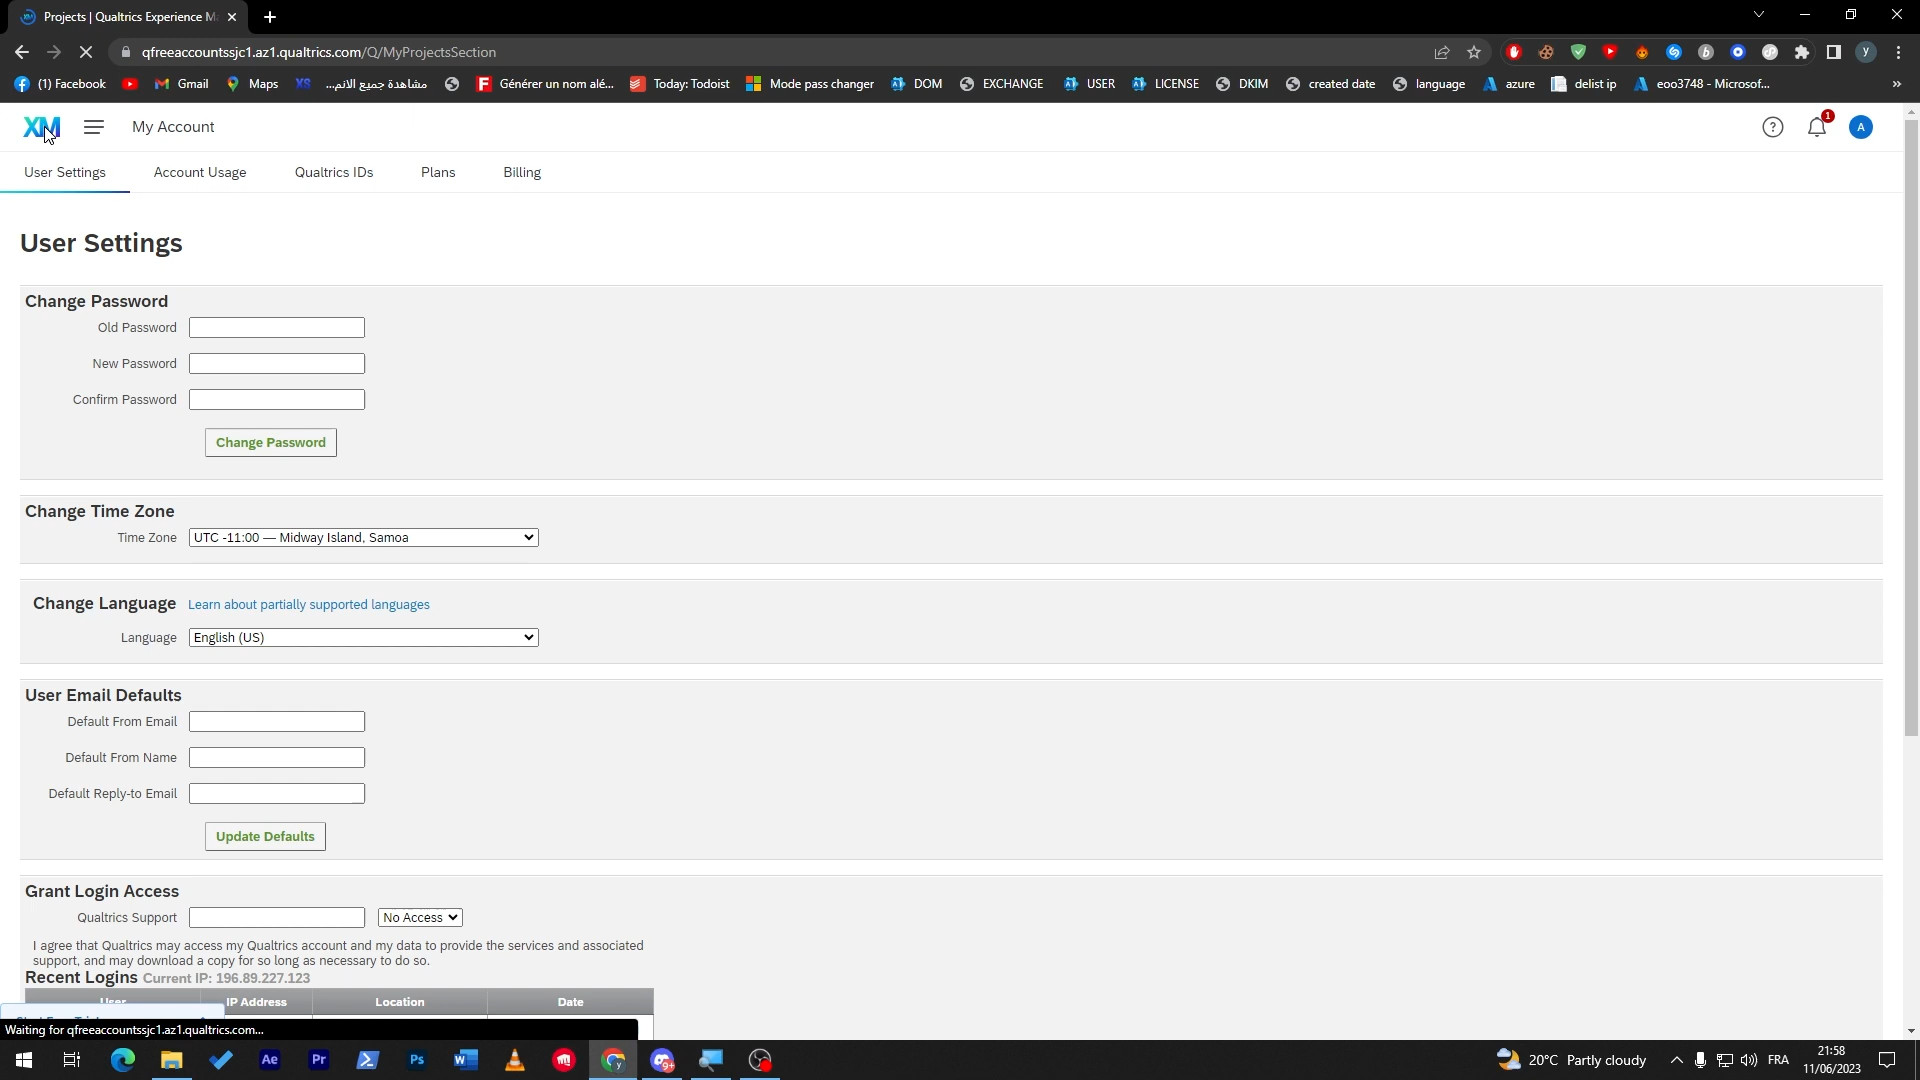 Projects | Qualtrics Experience M
qfreeaccountssjc1.az1.qualtrics.com/Q/MyProjectsSection
y
(1) Facebook
Gmail
Maps
XS
مشاهدة جميع الانم...
Générer un nom alé...
Today: Todoist
Mode pass changer
DOM
EXCHANGE
USER
LICENSE
DKIM
created date
language
azure
delist ip
eoo3748 - Microsof...
»
XM
My Account
1
A
User Settings
Account Usage
Qualtrics IDs
Plans
Billing
User Settings
Change Password
Old Password
New Password
Confirm Password
Change Password
Change Time Zone
Time Zone
UTC -11:00 — Midway Island, Samoa
Change Language
Learn about partially supported languages
Language
English (US)
User Email Defaults
Default From Email
Default From Name
Default Reply-to Email
Update Defaults
Grant Login Access
Qualtrics Support
No Access
I agree that Qualtrics may access my Qualtrics account and my data to provide the services and associated
support, and may download a copy for so long as necessary to do so.
Recent Logins Current IP: 196.89.227.123
User
IP Address
Location
Date
Waiting for qfreeaccountssjc1.az1.qualtrics.com...
Ae
Pr
Ps
W
y
9+
20°C Partly cloudy
FRA
21:58
11/06/2023